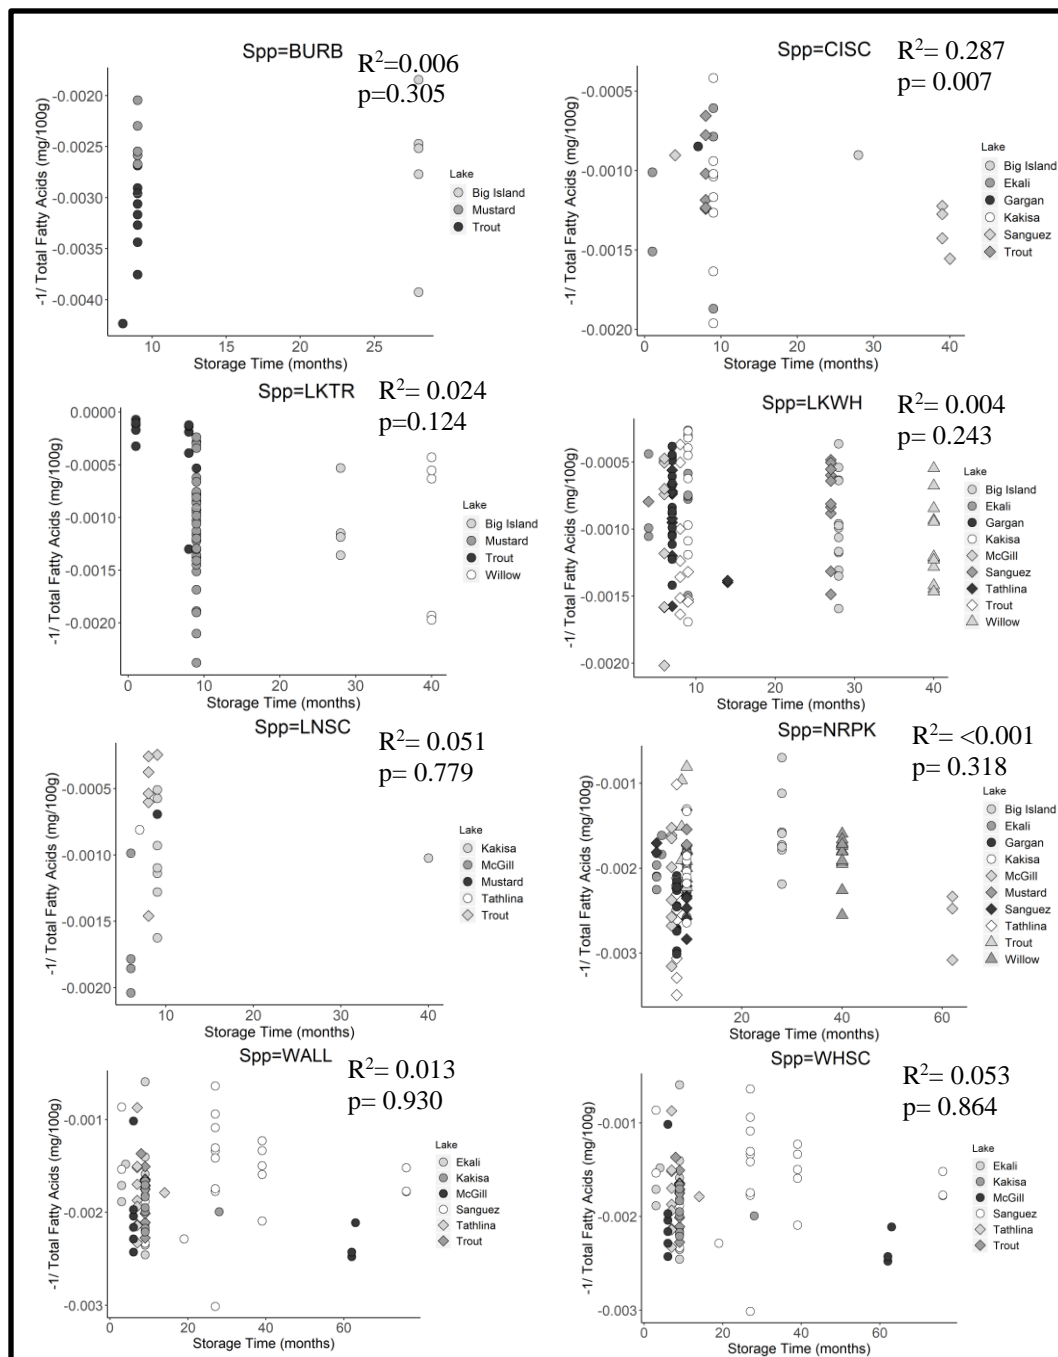 Spp=BURB
R²=0.006
p=0.305
-1/ Total Fatty Acids (mg/100g)
-0.0020
-0.0025
-0.0030
-0.0035
-0.0040
10 15 20 25
Storage Time (months)
Lake
Big Island
Mustard
Trout
Spp=CISC
R²= 0.287
p= 0.007
-1/ Total Fatty Acids (mg/100g)
-0.0005
-0.0010
-0.0015
-0.0020
0 10 20 30 40
Storage Time (months)
Lake
Big Island
Ekali
Gargan
Kakisa
Sanguez
Trout
Spp=LKTR
R²= 0.024
p=0.124
-1/ Total Fatty Acids (mg/100g)
0.0000
-0.0005
-0.0010
-0.0015
-0.0020
0 10 20 30 40
Storage Time (months)
Lake
Big Island
Mustard
Trout
Willow
Spp=LKWH
R²= 0.004
p= 0.243
-1/ Total Fatty Acids (mg/100g)
-0.0005
-0.0010
-0.0015
-0.0020
10 20 30 40
Storage Time (months)
Lake
Big Island
Ekali
Gargan
Kakisa
McGill
Sanguez
Tathlina
Trout
Willow
Spp=LNSC
R²= 0.051
p= 0.779
-1/ Total Fatty Acids (mg/100g)
-0.0005
-0.0010
-0.0015
-0.0020
10 20 30 40
Storage Time (months)
Lake
Kakisa
McGill
Mustard
Tathlina
Trout
Spp=NRPK
R²= <0.001
p= 0.318
-1/ Total Fatty Acids (mg/100g)
-0.001
-0.002
-0.003
20 40 60
Storage Time (months)
Lake
Big Island
Ekali
Gargan
Kakisa
McGill
Mustard
Sanguez
Tathlina
Trout
Willow
Spp=WALL
R²= 0.013
p= 0.930
-1/ Total Fatty Acids (mg/100g)
-0.001
-0.002
-0.003
0 20 40 60
Storage Time (months)
Lake
Ekali
Kakisa
McGill
Sanguez
Tathlina
Trout
Spp=WHSC
R²= 0.053
p= 0.864
-1/ Total Fatty Acids (mg/100g)
-0.001
-0.002
-0.003
0 20 40 60
Storage Time (months)
Lake
Ekali
Kakisa
McGill
Sanguez
Tathlina
Trout